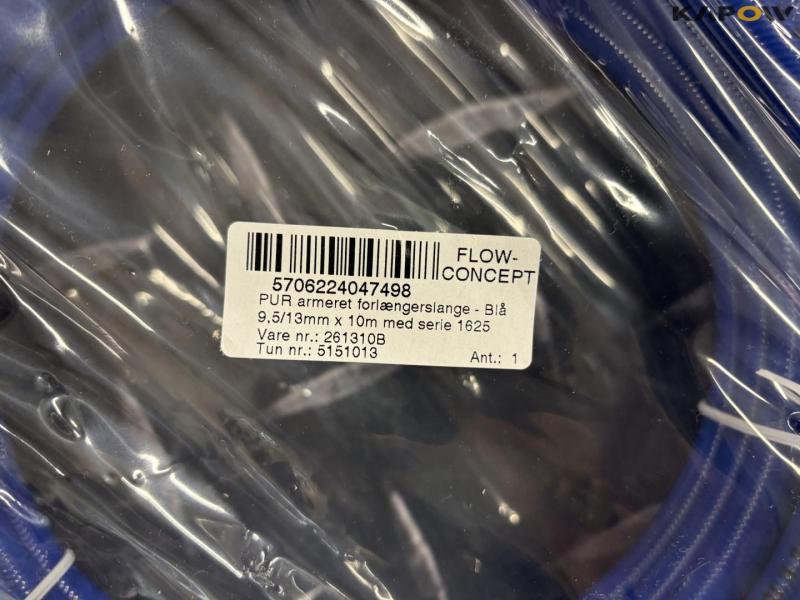 KAPOW
FLOW-
CONCEPT
5706224047498
PUR armeret forlængerslange - Blå
9,5/13mm x 10m med serie 1625
Vare nr.: 261310B
Tun nr.: 5151013
Ant.: 1